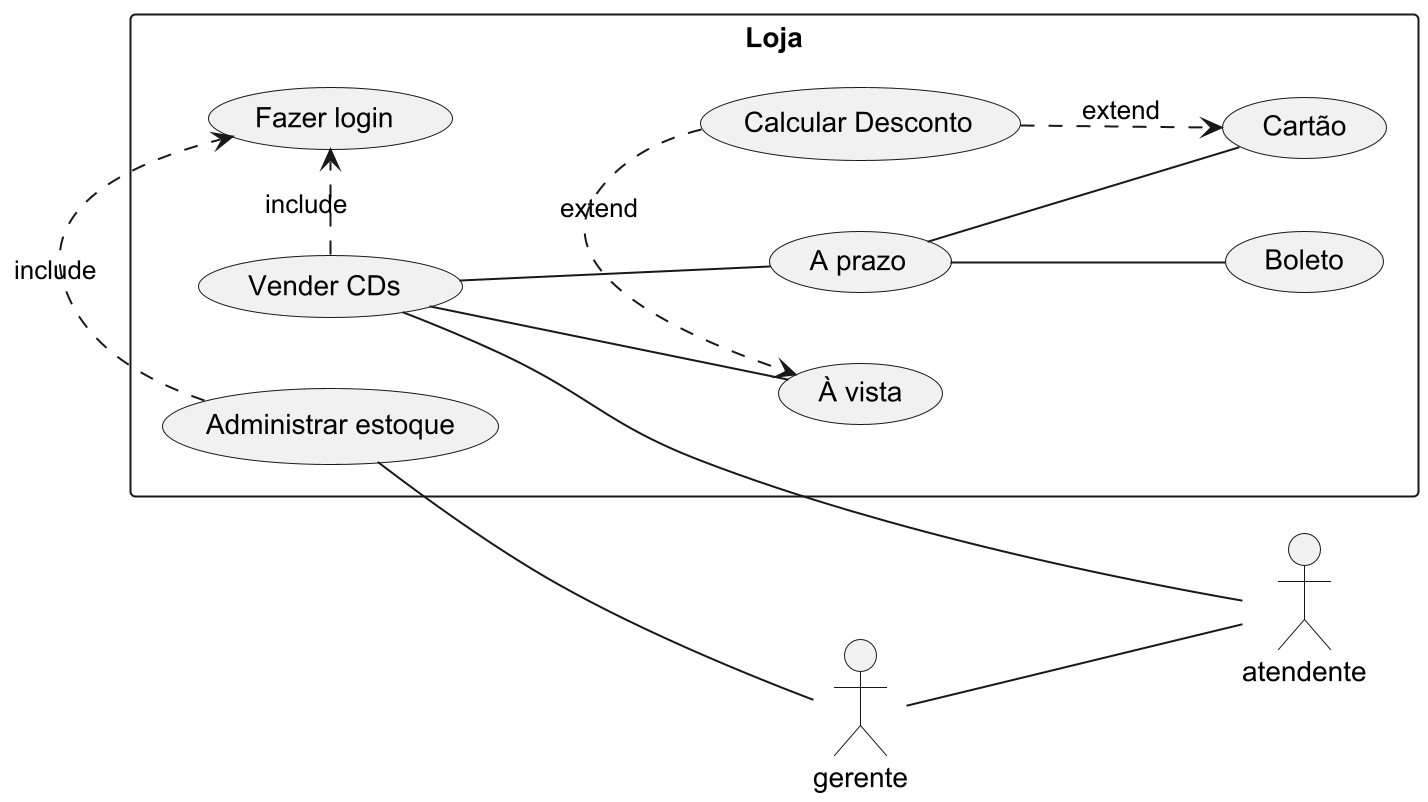 Loja
Fazer login
Calcular Desconto
extend
Cartão
include
extend
include
Vender CDs
A prazo
Boleto
À vista
Administrar estoque
atendente
gerente